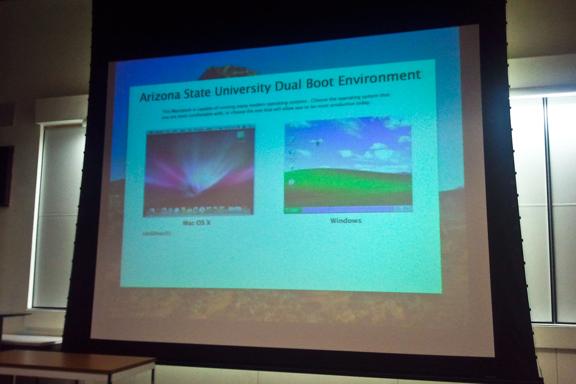 Arizona State University Dual Boot Environment
This Macintosh is capable of running many modern operating systems. Choose the operating system that
you are most comfortable with, or choose the one that will allow you to be most productive today.
Mac OS X
Windows